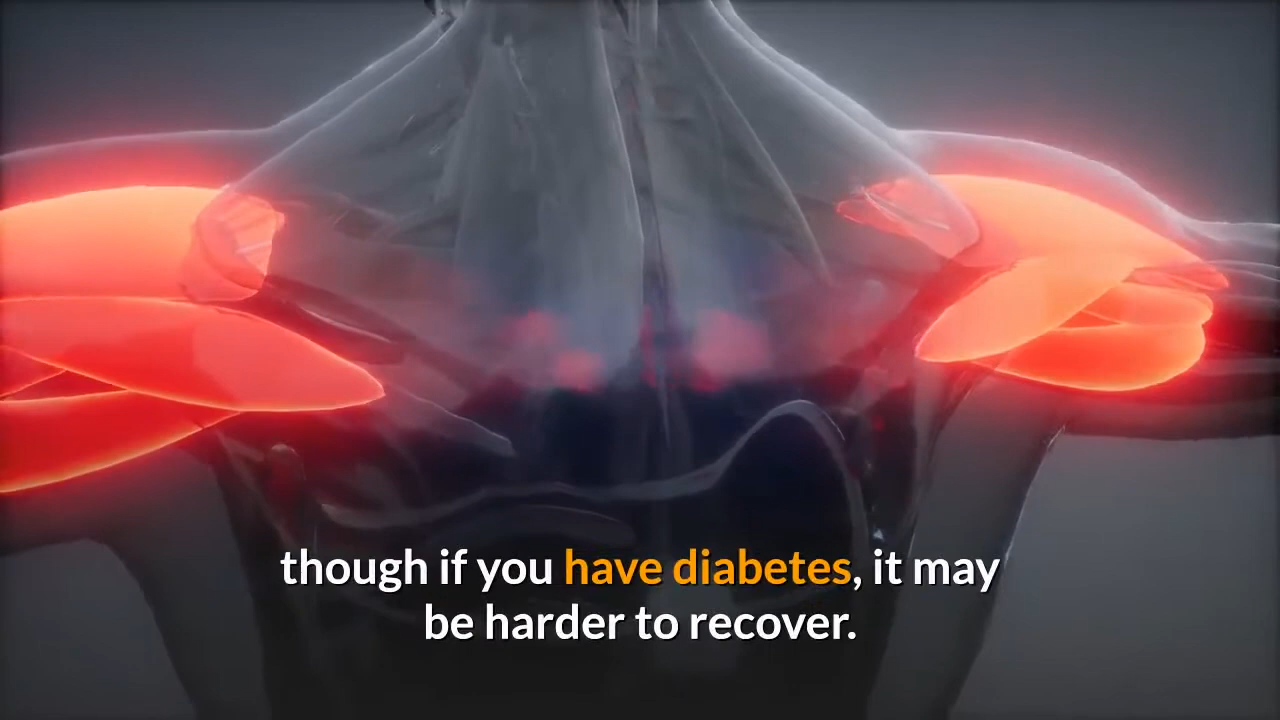 though if you have diabetes, it may
be harder to recover.